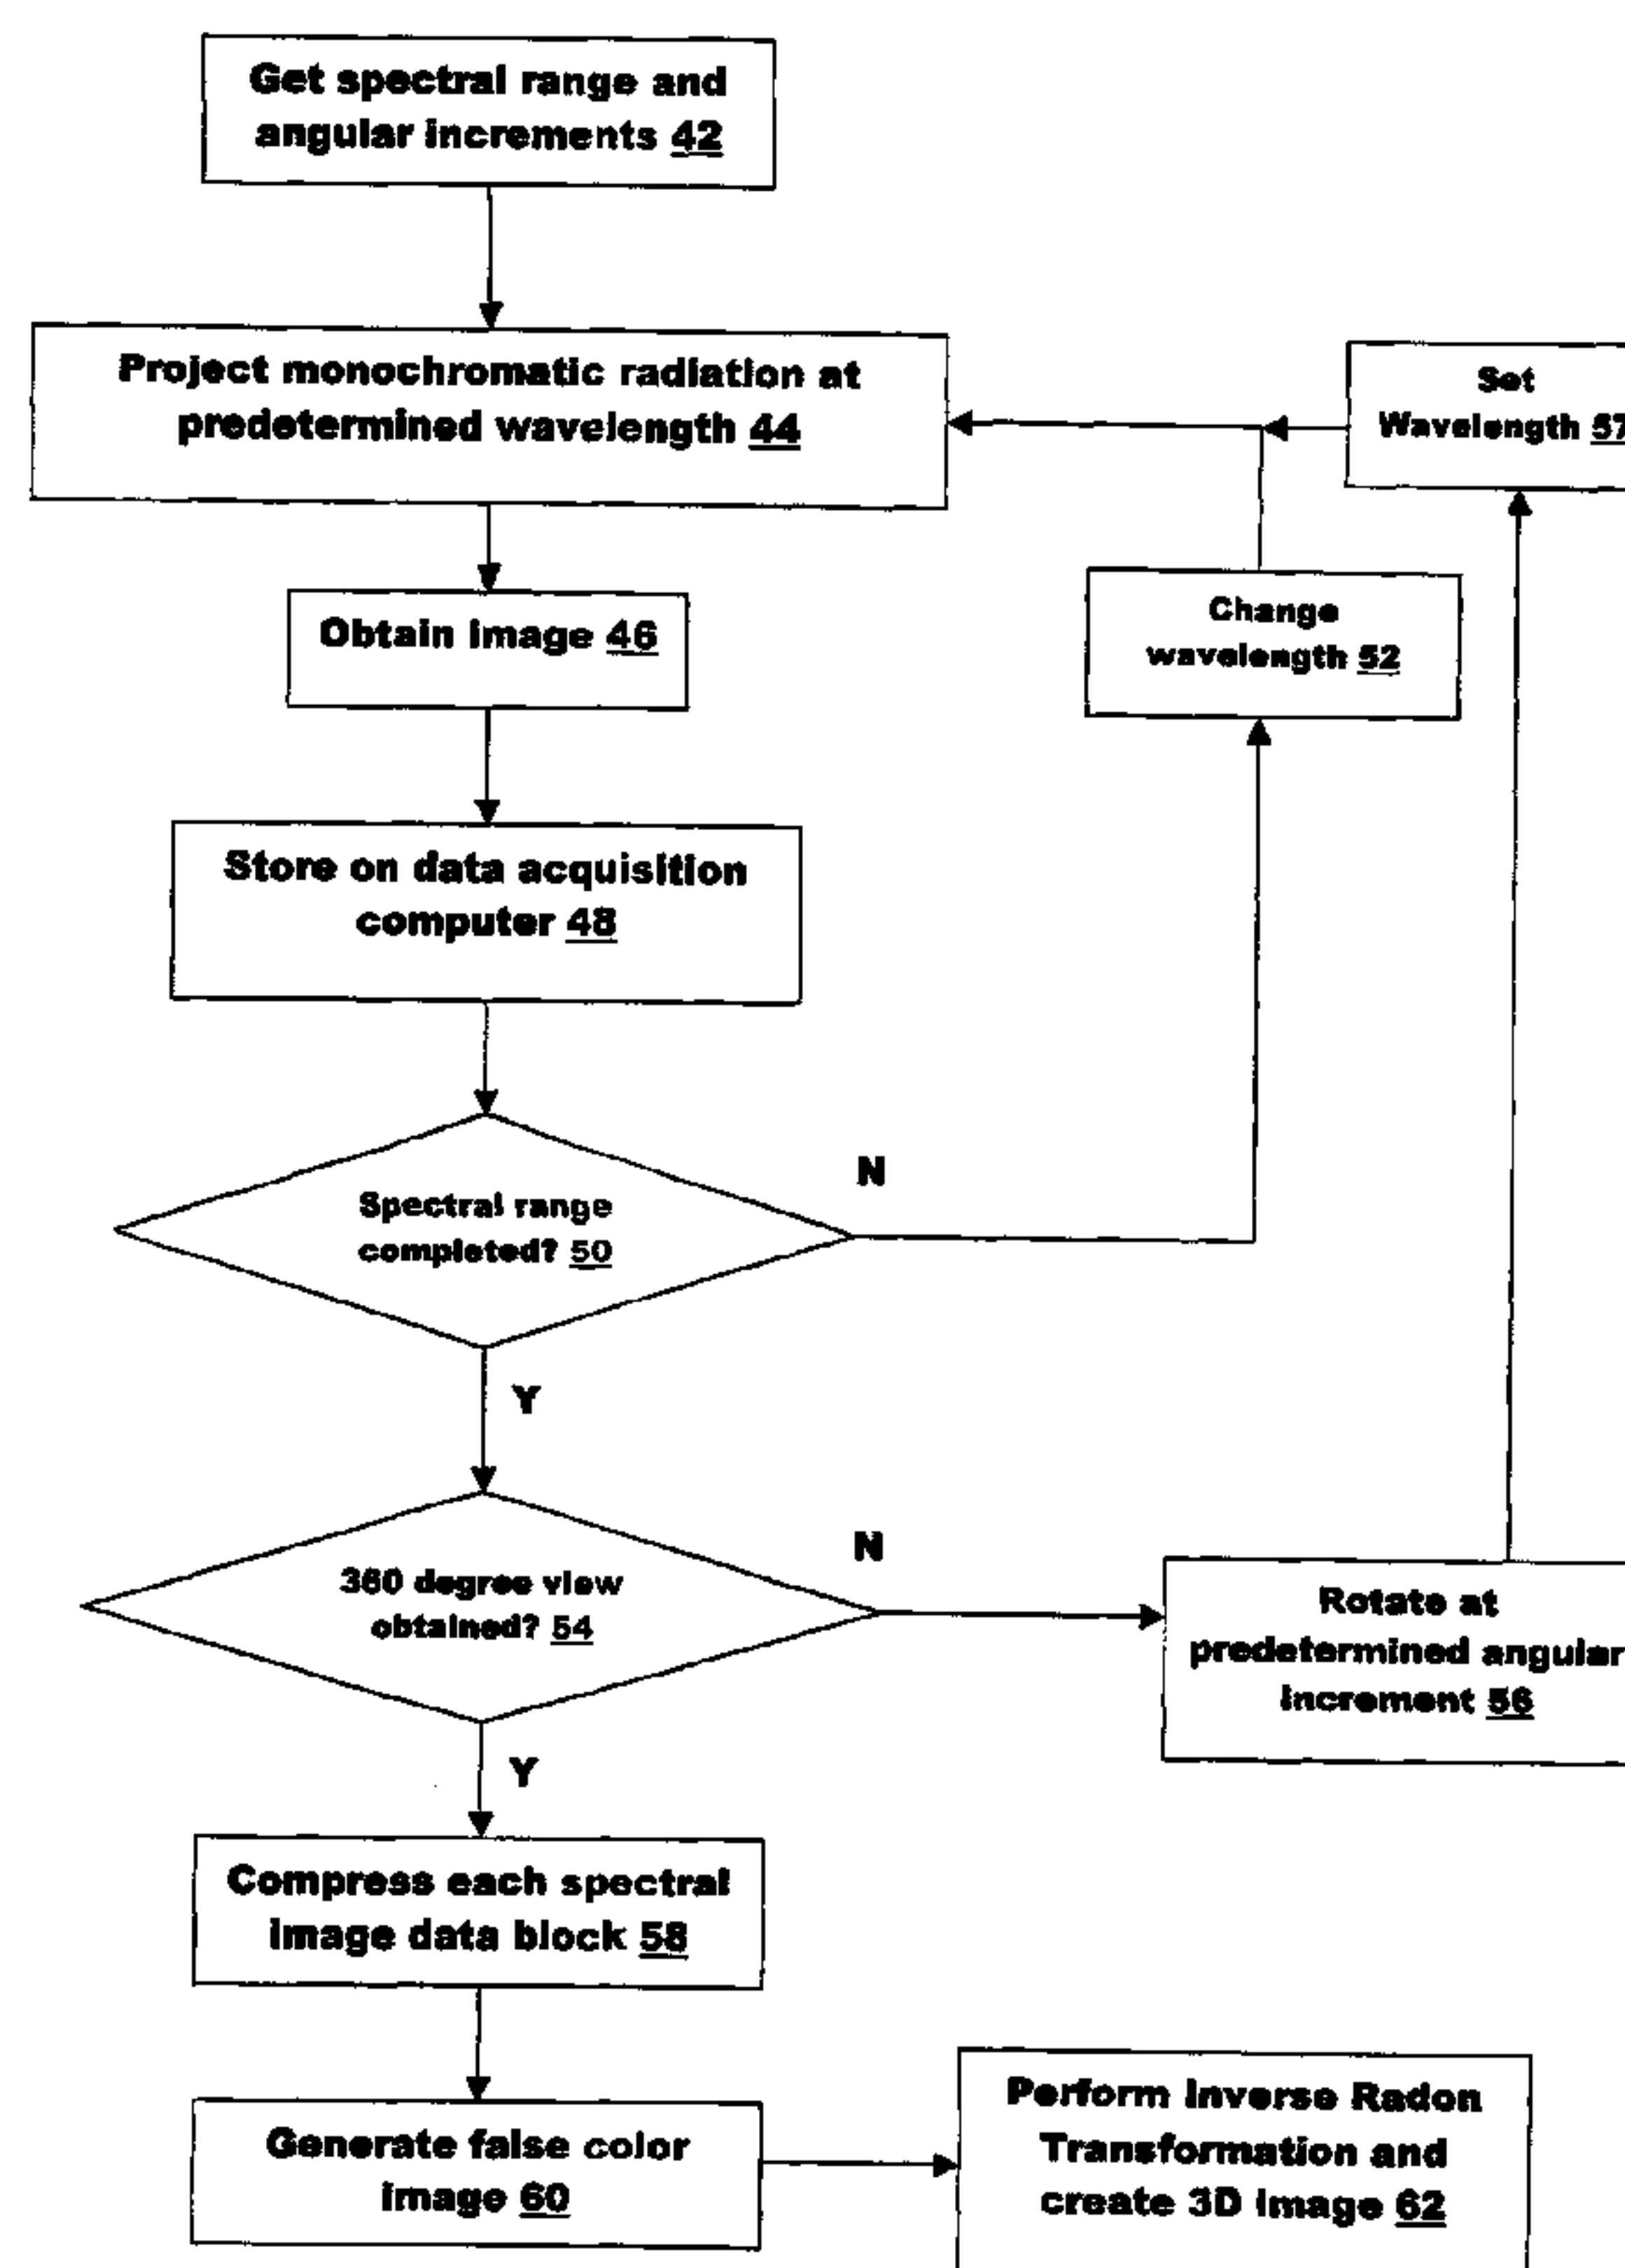 Get spectral range and
angular increments 42
Project monochromatic radiation at
predetermined wavelength 44
Set
Wavelength 57
Obtain image 46
Change
wavelength 52
Store on data acquisition
computer 48
N
Spectral range
completed? 50
Y
N
360 degree view
obtained? 54
Rotate at
predetermined angular
increment 56
Y
Compress each spectral
image data block 58
Generate false color
image 60
Perform Inverse Radon
Transformation and
create 3D image 62